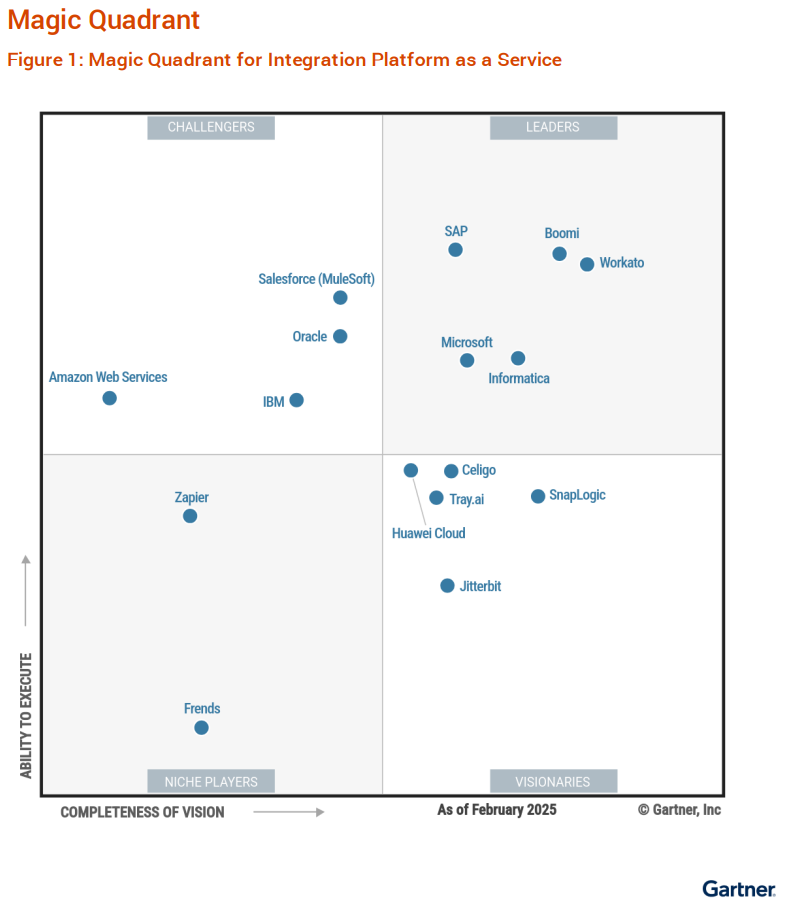 Magic Quadrant
Figure 1: Magic Quadrant for Integration Platform as a Service
CHALLENGERS
LEADERS
SAP
Boomi
Workato
Salesforce (MuleSoft)
Oracle
Microsoft
Informatica
Amazon Web Services
IBM
Celigo
Zapier
Tray.ai
SnapLogic
Huawei Cloud
Jitterbit
Frends
ABILITY TO EXECUTE
NICHE PLAYERS
VISIONARIES
COMPLETENESS OF VISION
As of February 2025
© Gartner, Inc
Gartner.